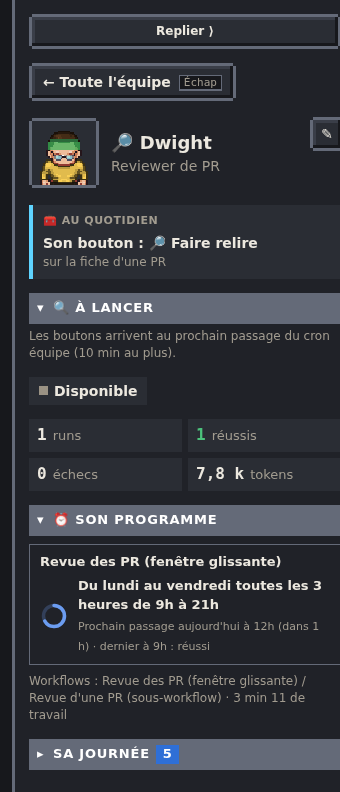 Replier ⟩
← Toute l'équipe Échap
🔎 Dwight
✎
Reviewer de PR
🧰 AU QUOTIDIEN
Son bouton : 🔎 Faire relire
sur la fiche d'une PR
▾ 🔍 À LANCER
Les boutons arrivent au prochain passage du cron
équipe (10 min au plus).
Disponible
1 runs
1 réussis
0 échecs
7,8 k tokens
▾ ⏰ SON PROGRAMME
Revue des PR (fenêtre glissante)
Du lundi au vendredi toutes les 3
heures de 9h à 21h
Prochain passage aujourd'hui à 12h (dans 1
h) · dernier à 9h : réussi
Workflows : Revue des PR (fenêtre glissante) /
Revue d'une PR (sous-workflow) · 3 min 11 de
travail
▸ SA JOURNÉE 5